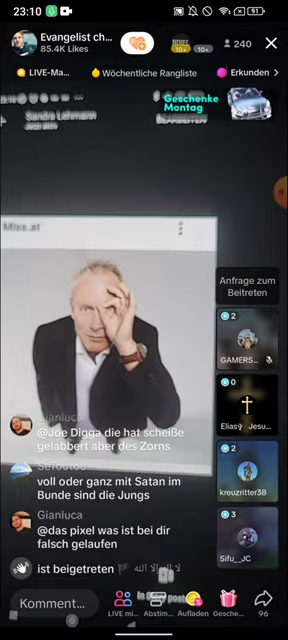 23:10
91
Evangelist ch...
85.4K Likes
240
LIVE-Ma...
Wöchentliche Rangliste
Erkunden
Sandra Lehmann
Geschenke
Montag
BEARBEITEN
Miss.at
Anfrage zum
Beitreten
2
GAMERS...
0
Elias Jesu...
2
kreuzritter38
3
Sifu_JC
Gianluca
@Joe Digga die hat scheiße
gelabbert aber des Zorns
voll oder ganz mit Satan im
Bunde sind die Jungs
Gianluca
@das pixel was ist bei dir
falsch gelaufen
ist beigetreten
Komment...
LIVE mi...
Abstim...
Aufladen
Gesche...
96